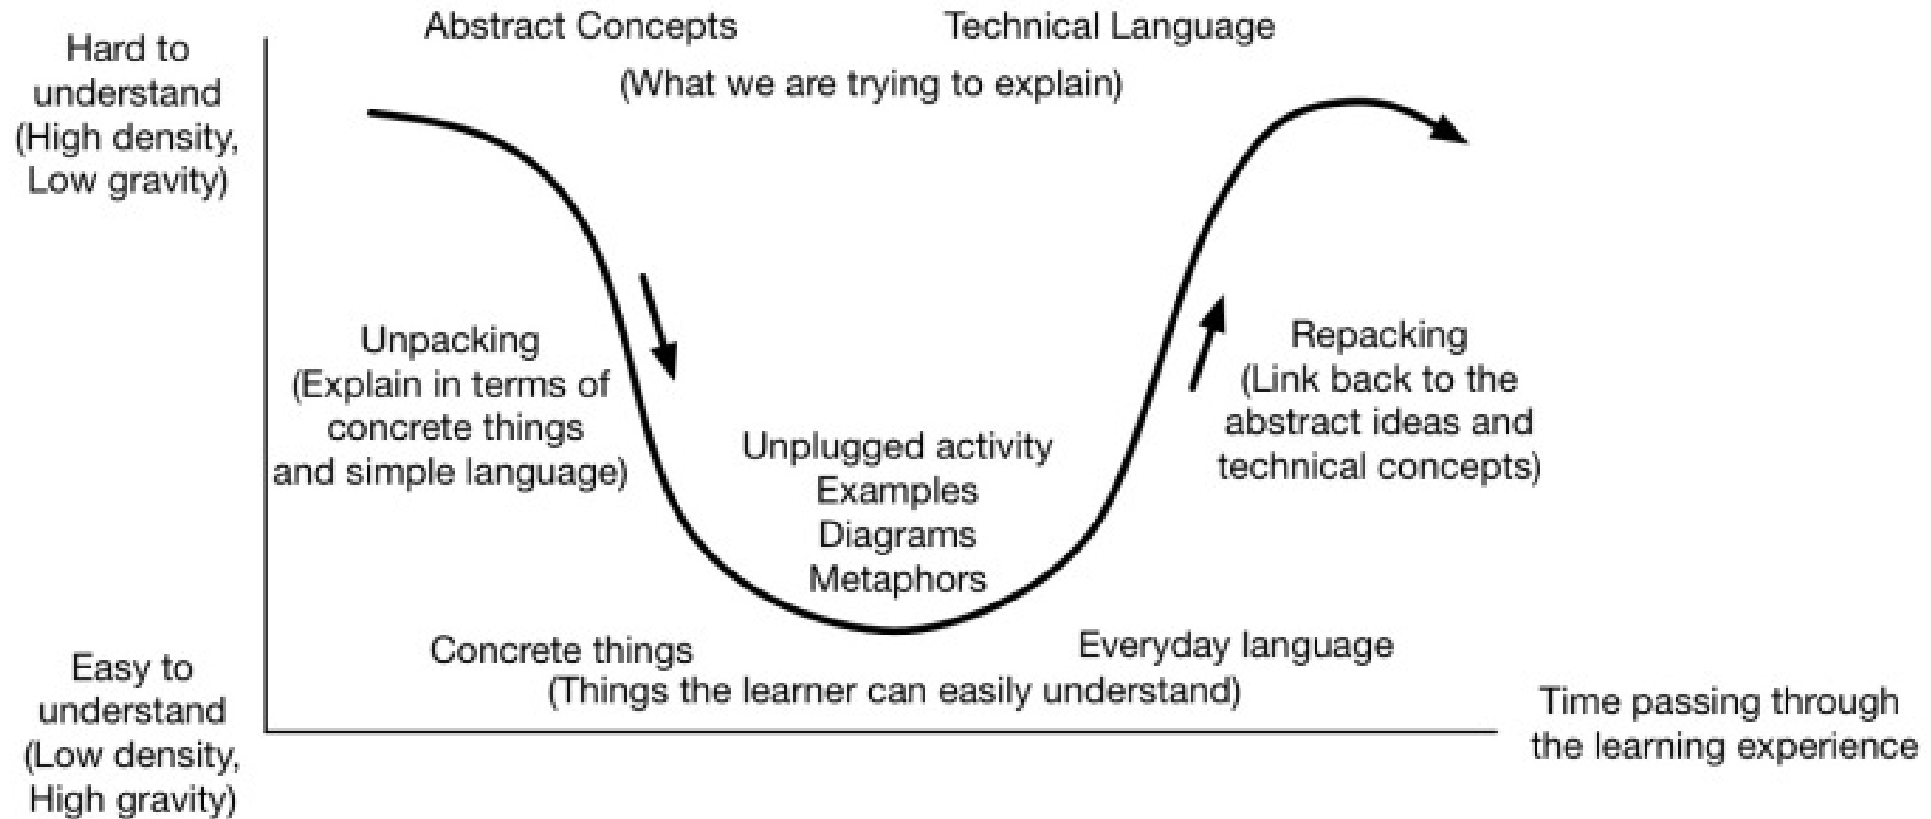 Abstract Concepts
Technical Language
(What we are trying to explain)
Hard to
understand
(High density,
Low gravity)
Unpacking
(Explain in terms of
concrete things
and simple language)
Unplugged activity
Examples
Diagrams
Metaphors
Repacking
(Link back to the
abstract ideas and
technical concepts)
Concrete things
Everyday language
(Things the learner can easily understand)
Easy to
understand
(Low density,
High gravity)
Time passing through
the learning experience